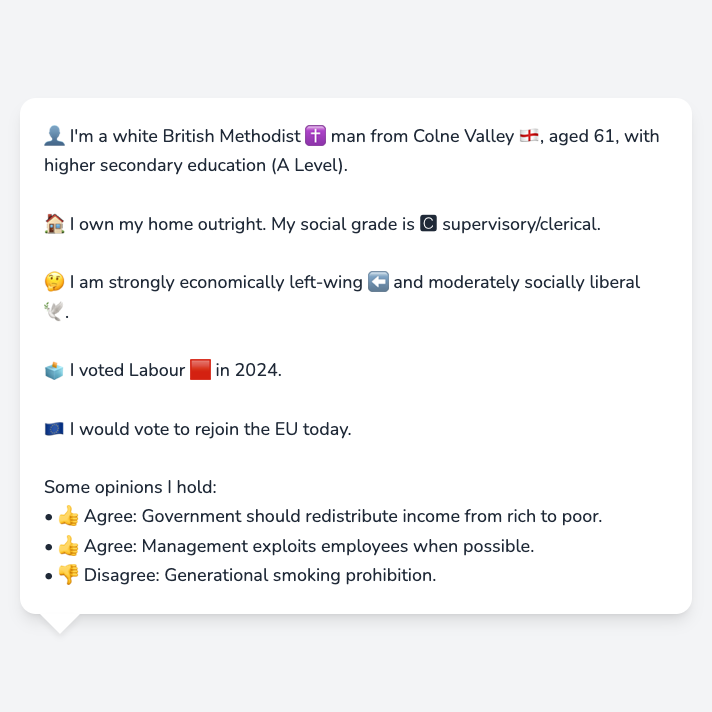 👤 I'm a white British Methodist ✝️ man from Colne Valley 🏴󠁧󠁢󠁥󠁮󠁧󠁿, aged 61, with
higher secondary education (A Level).
🏠 I own my home outright. My social grade is 🅲 supervisory/clerical.
🤔 I am strongly economically left-wing ⬅️ and moderately socially liberal
🕊️.
🗳️ I voted Labour 🟥 in 2024.
🇪🇺 I would vote to rejoin the EU today.
Some opinions I hold:
• 👍 Agree: Government should redistribute income from rich to poor.
• 👍 Agree: Management exploits employees when possible.
• 👎 Disagree: Generational smoking prohibition.